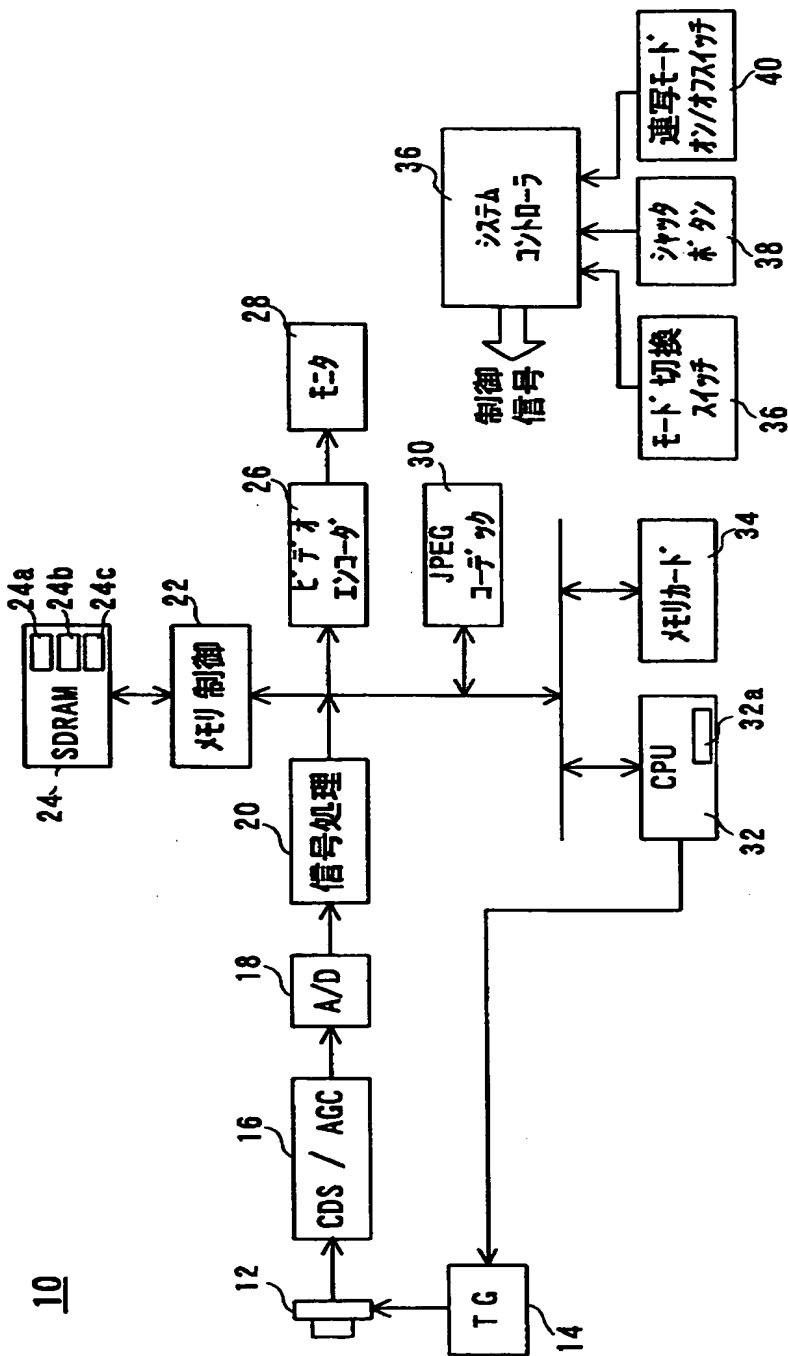 10
12
TG
14
CDS / AGC
16
A/D
18
信号処理
20
メモリ制御
22
SDRAM
24
24a
24b
24c
ビデオ
エンコーダ
26
モニタ
28
JPEG
コーデック
30
CPU
32
32a
メモリカード
34
システム
コントローラ
36
制御
信号
モード切換
スイッチ
36
シャッタ
ボタン
38
連写モード
オン/オフスイッチ
40